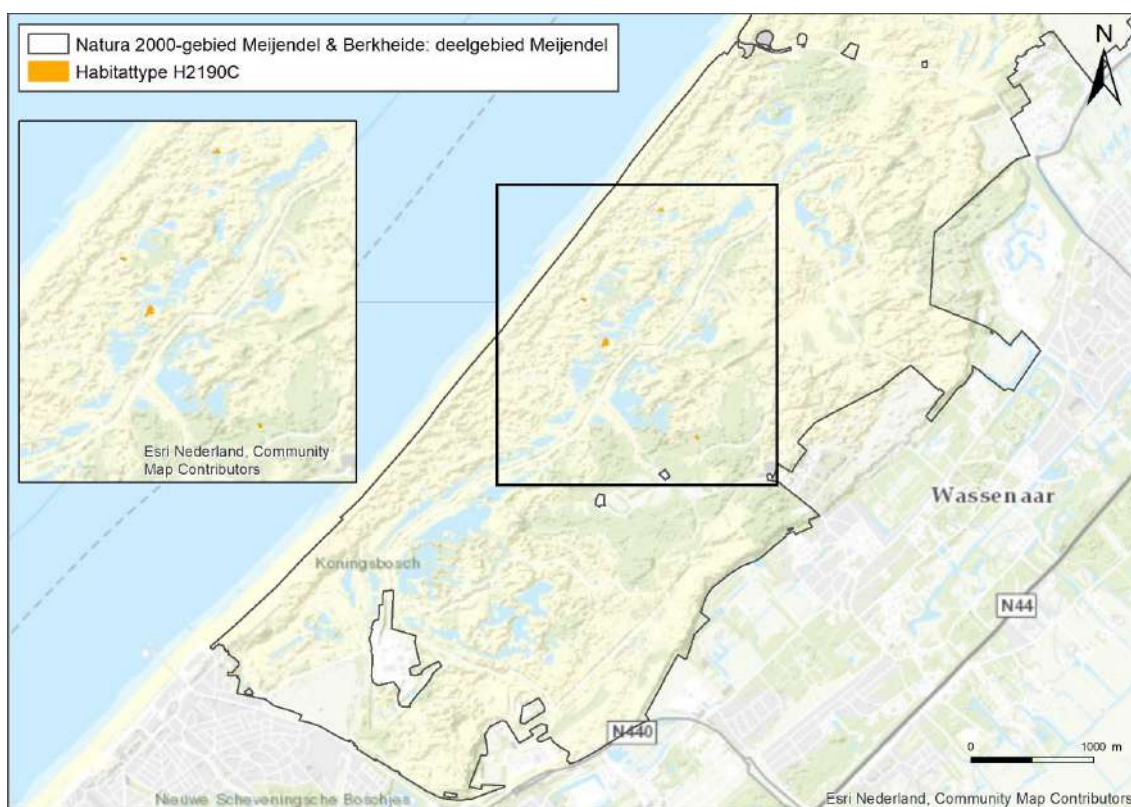 Natura 2000-gebied Meijendel & Berkheide: deelgebied Meijendel
Habitattype H2190C
N
Esri Nederland, Community
Map Contributors
Wassenaar
Koningsbosch
N44
N440
0 1000 m
Nieuwe Scheveningsche Boschjes
Esri Nederland, Community Map Contributors